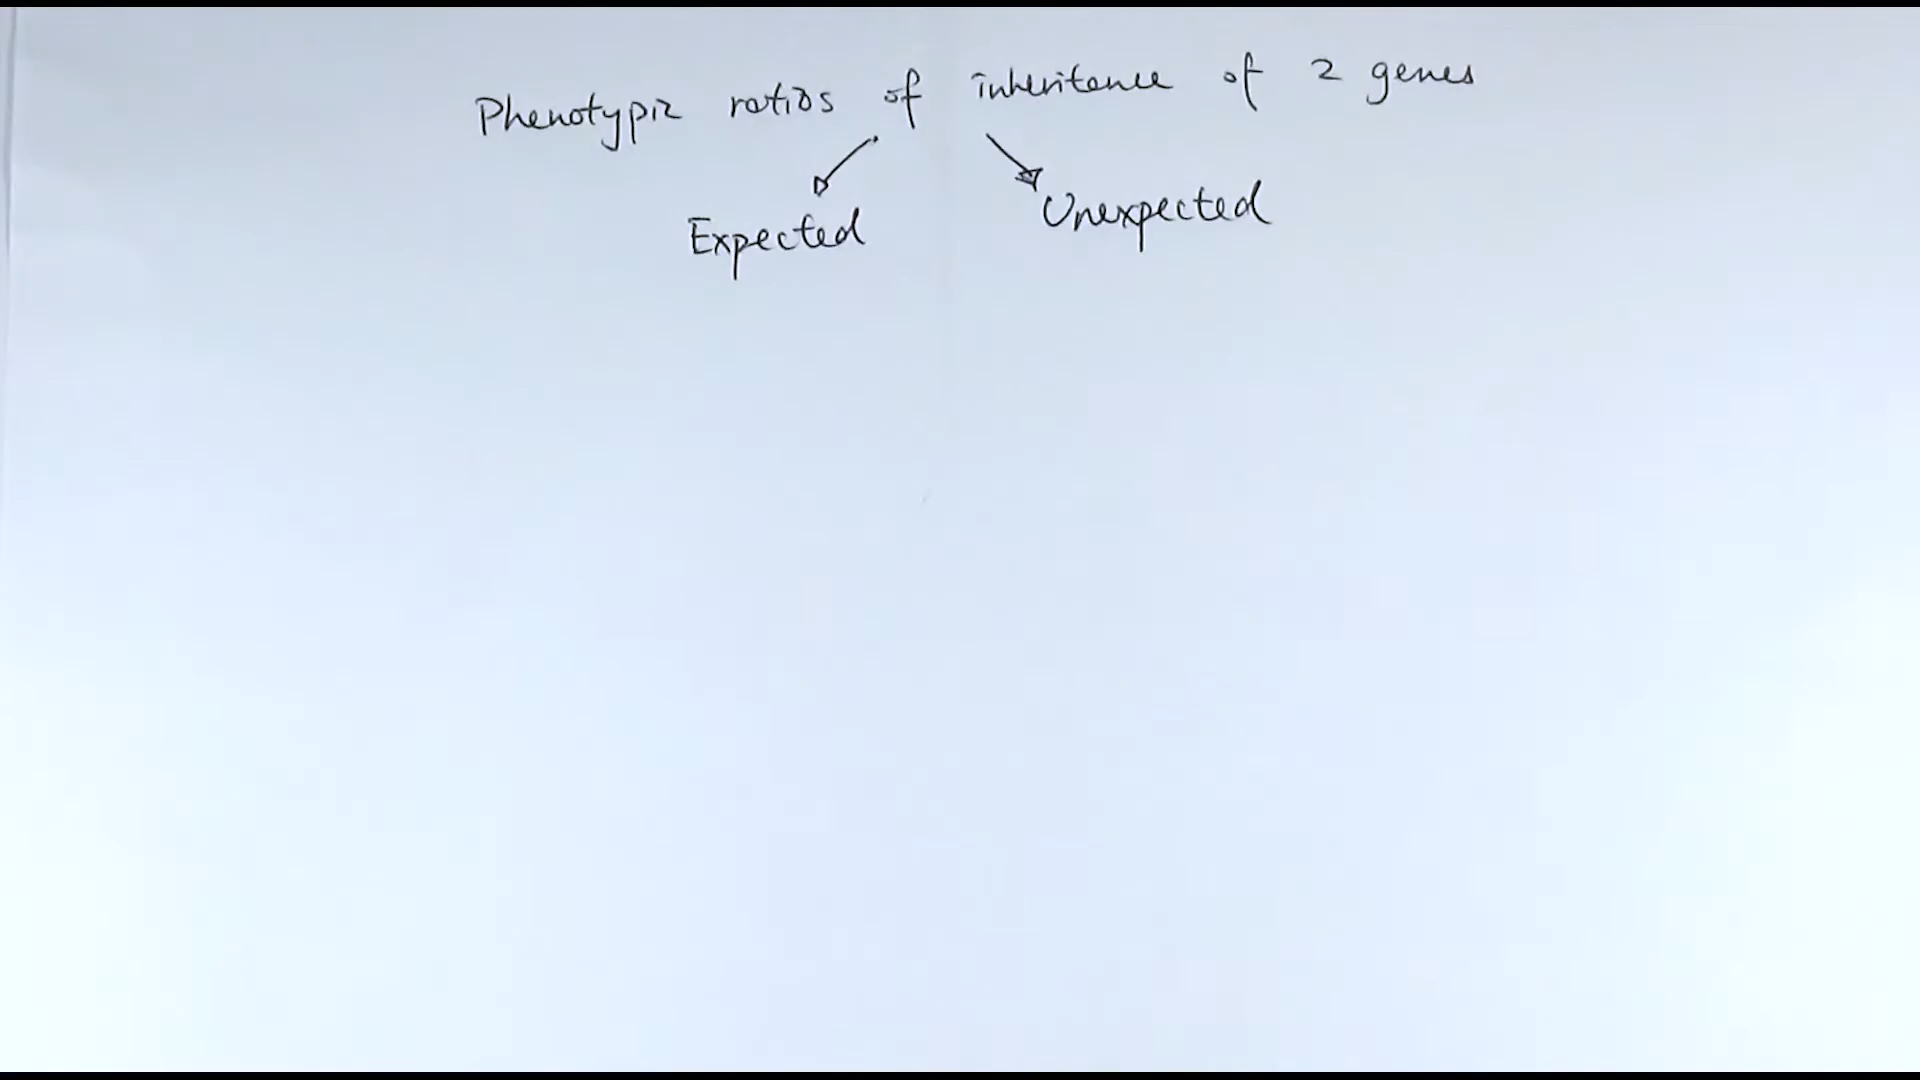 Phenotypic ratios of inheritance of 2 genes
Expected
Unexpected